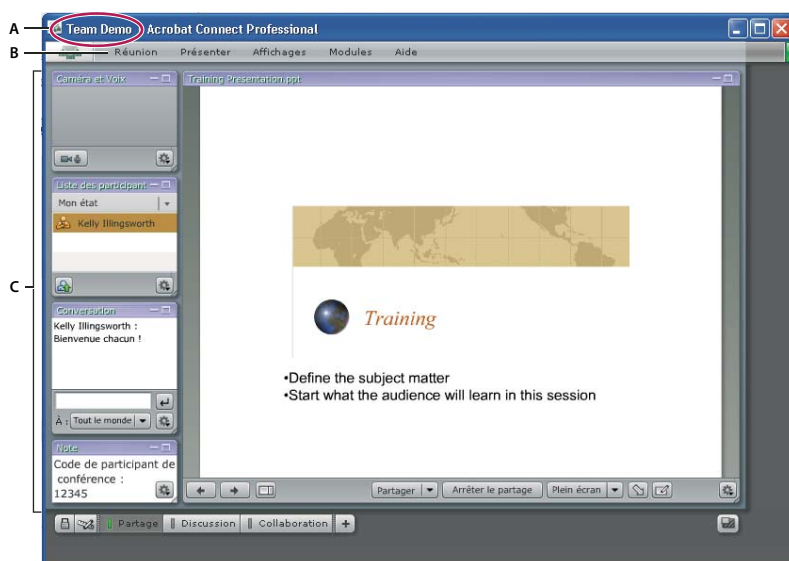 A
Team Demo Acrobat Connect Professional
B
Réunion Présenter Affichages Modules Aide
C
Caméra et Voix
Liste des participant
Mon état
Kelly Illingsworth
Conversation
Kelly Illingsworth :
Bienvenue chacun !
À : Tout le monde
Note
Code de participant de
conférence :
12345
Training Presentation.ppt
Training
•Define the subject matter
•Start what the audience will learn in this session
Partager Arrêter le partage Plein écran
Partage Discussion Collaboration +